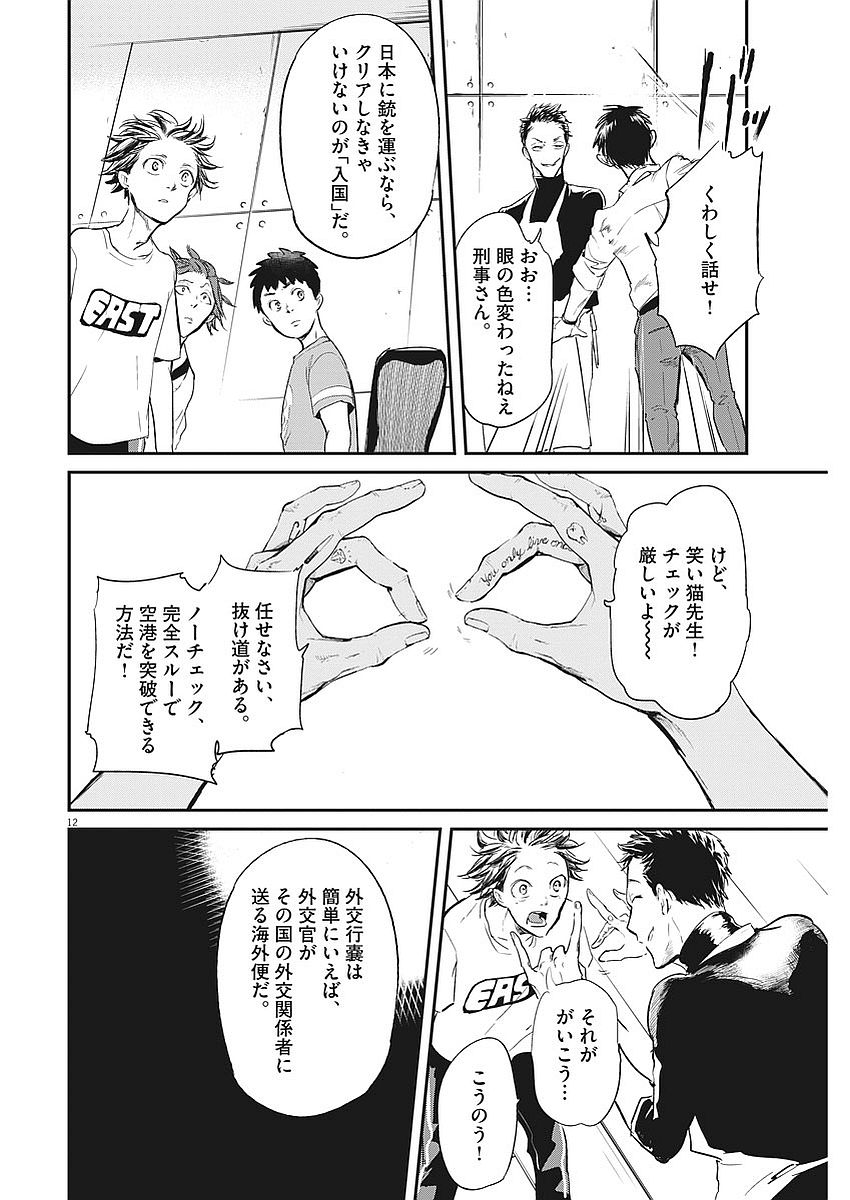 くわしく話せ！
おお…
眼の色変わったねえ
刑事さん。
日本に銃を運ぶなら、
クリアしなきゃ
いけないのが「入国」だ。
EAST
けど、
笑い猫先生！
チェックが
厳しいよ〜〜
You only live once
任せなさい、
抜け道がある。
ノーチェック、
完全スルーで
空港を突破できる
方法だ！
12
それが
がいこう…
こうのう！
EAS
外交行嚢は
簡単にいえば、
外交官が
その国の外交関係者に
送る海外便だ。